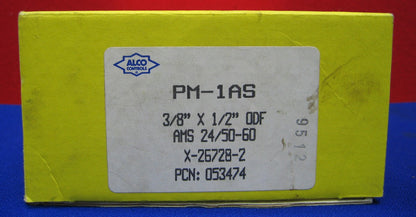 ALCO
CONTROLS
PM-1AS
3/8" X 1/2" ODF
AMS 24/50-60
X-26728-2
PCN: 053474
9512